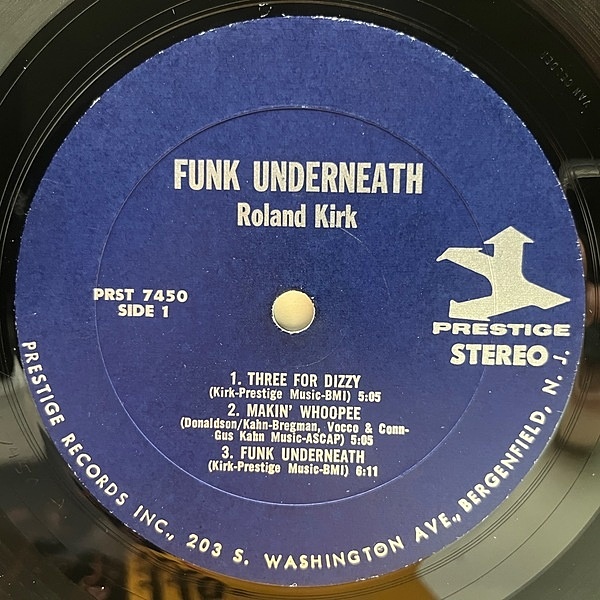 FUNK UNDERNEATH
Roland Kirk
PRST 7450
SIDE 1
PRESTIGE
STEREO
1. THREE FOR DIZZY
(Kirk-Prestige Music-BMI) 5:05
2. MAKIN' WHOOPEE
(Donaldson/Kahn-Bregman, Vocco & Conn-
Gus Kahn Music-ASCAP) 5:05
3. FUNK UNDERNEATH
(Kirk-Prestige Music-BMI) 6:11
PRESTIGE RECORDS INC., 203 S. WASHINGTON AVE., BERGENFIELD, N. J.